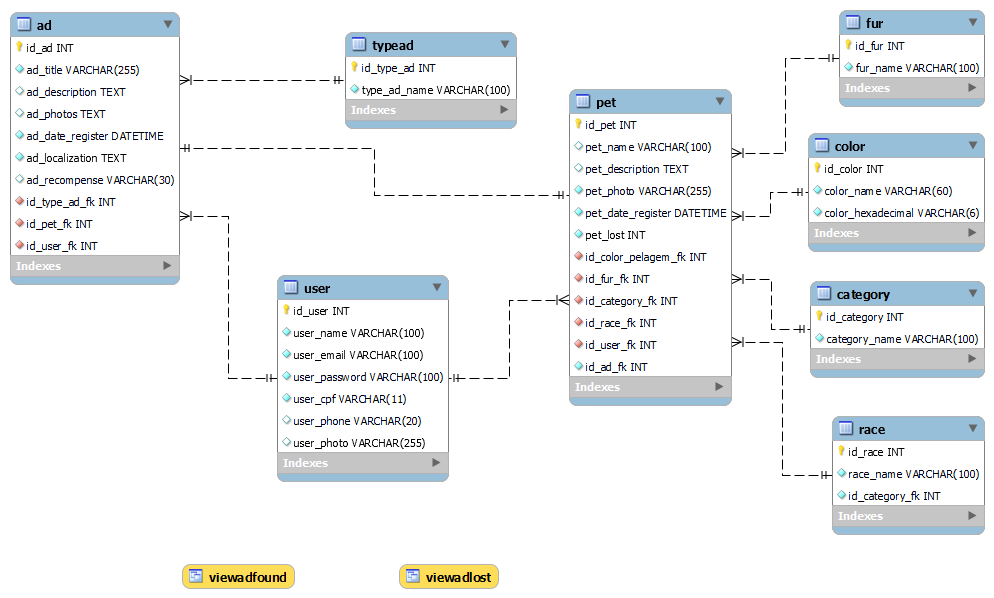 ad
id_ad INT
ad_title VARCHAR(255)
ad_description TEXT
ad_photos TEXT
ad_date_register DATETIME
ad_localization TEXT
ad_recompense VARCHAR(30)
id_type_ad_fk INT
id_pet_fk INT
id_user_fk INT
Indexes
typead
id_type_ad INT
type_ad_name VARCHAR(100)
Indexes
user
id_user INT
user_name VARCHAR(100)
user_email VARCHAR(100)
user_password VARCHAR(100)
user_cpf VARCHAR(11)
user_phone VARCHAR(20)
user_photo VARCHAR(255)
Indexes
pet
id_pet INT
pet_name VARCHAR(100)
pet_description TEXT
pet_photo VARCHAR(255)
pet_date_register DATETIME
pet_lost INT
id_color_pelagem_fk INT
id_fur_fk INT
id_category_fk INT
id_race_fk INT
id_user_fk INT
id_ad_fk INT
Indexes
fur
id_fur INT
fur_name VARCHAR(100)
Indexes
color
id_color INT
color_name VARCHAR(60)
color_hexadecimal VARCHAR(6)
Indexes
category
id_category INT
category_name VARCHAR(100)
Indexes
race
id_race INT
race_name VARCHAR(100)
id_category_fk INT
Indexes
viewadfound
viewadlost